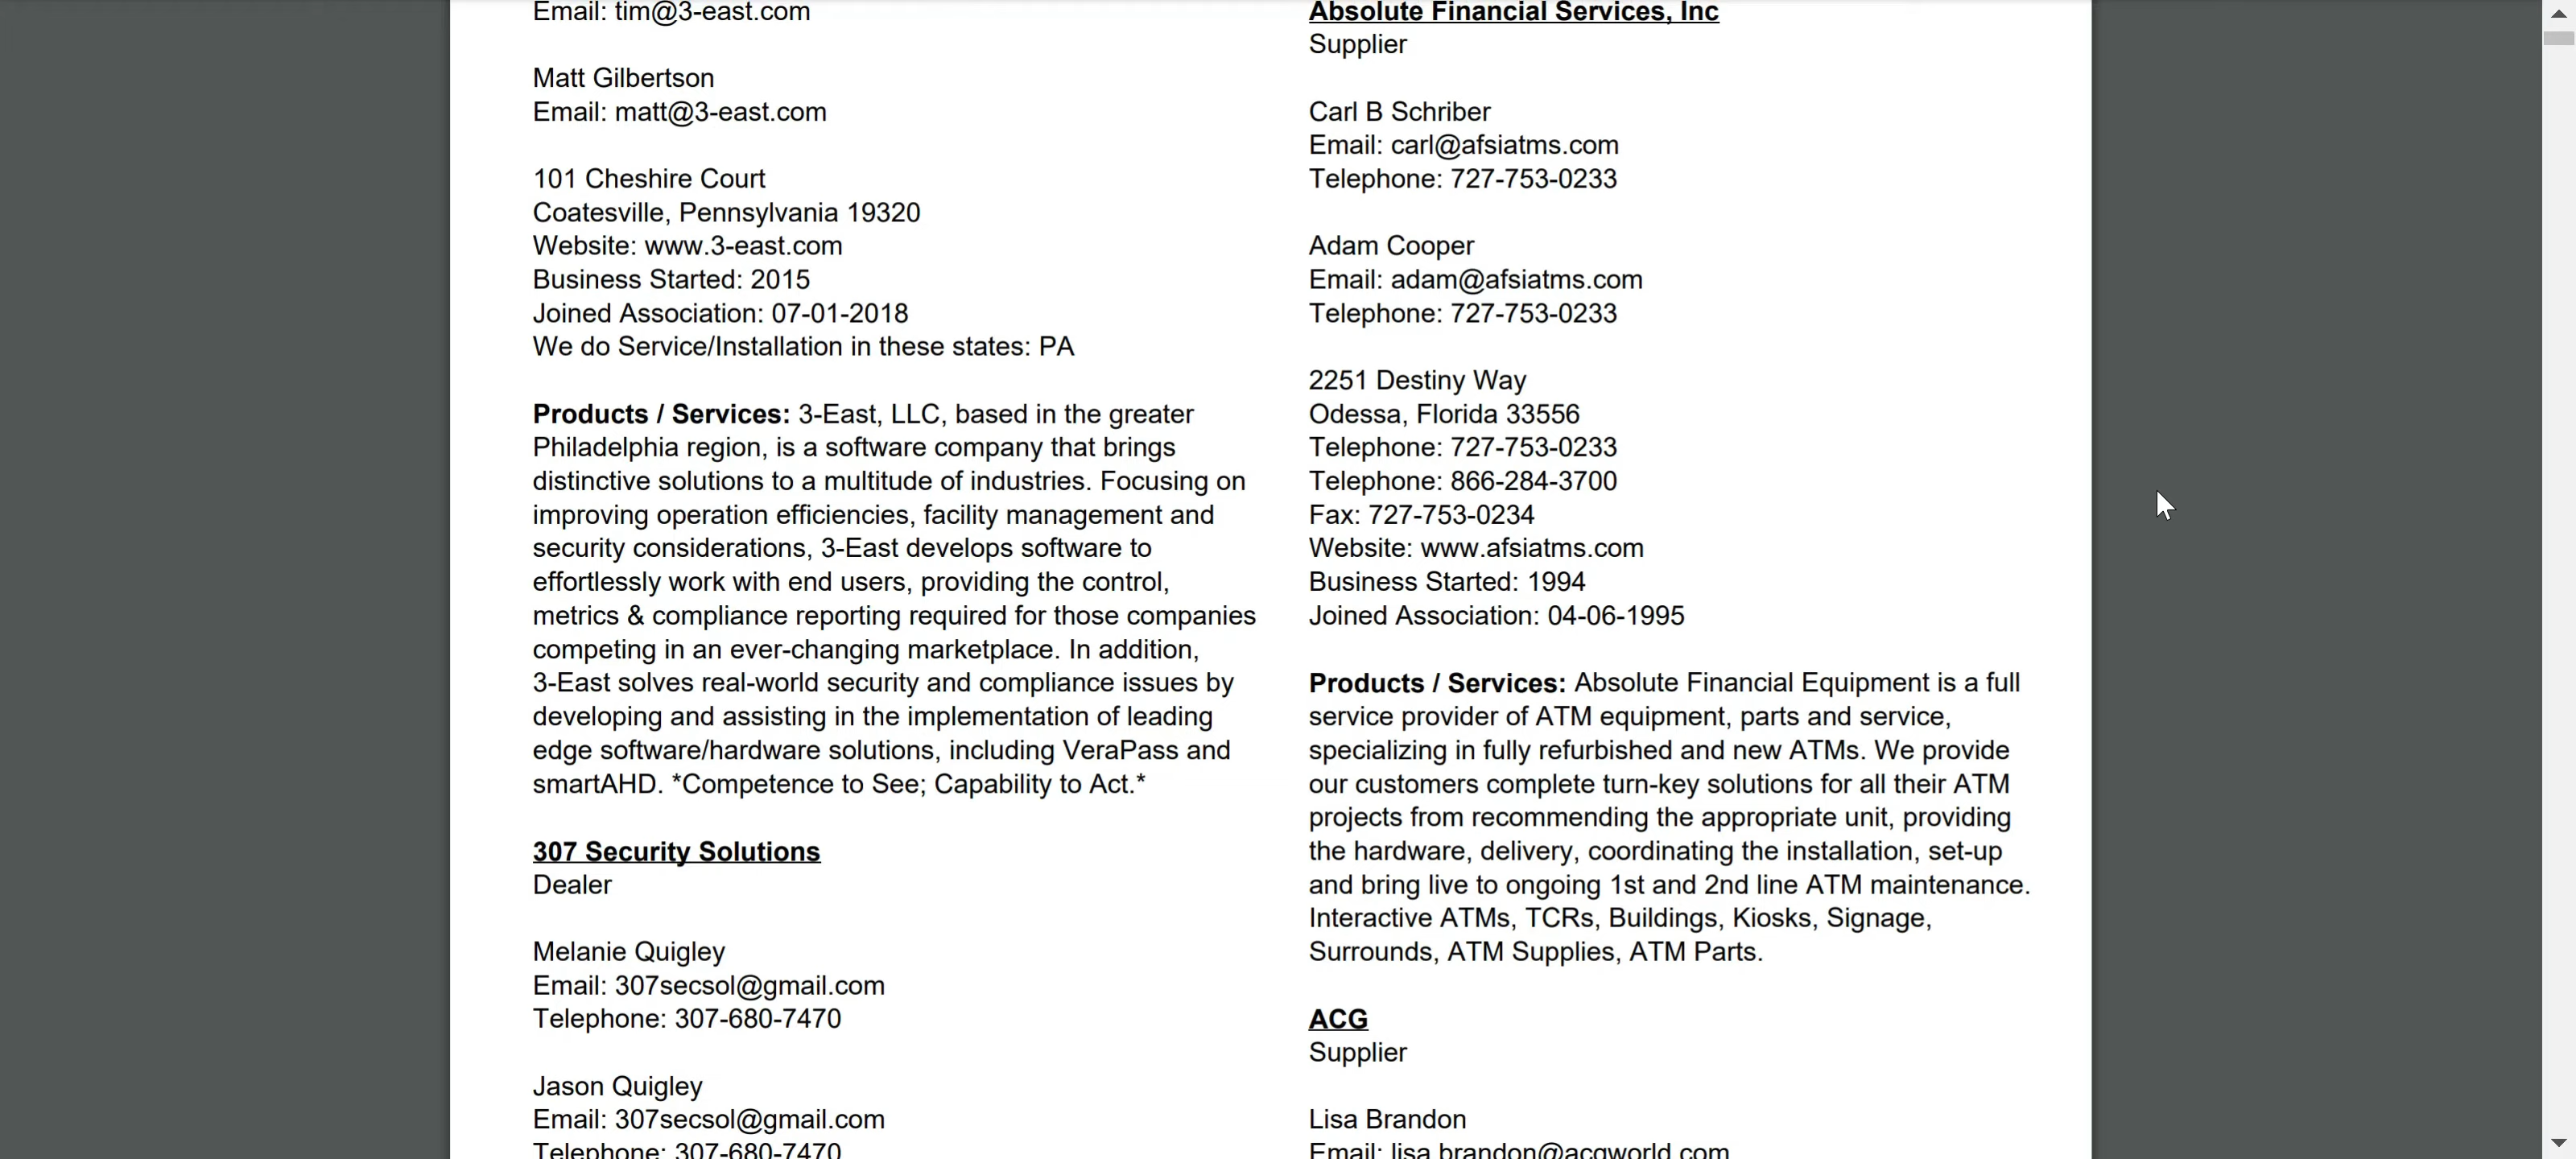 Email: tim@3-east.com
Matt Gilbertson
Email: matt@3-east.com
101 Cheshire Court
Coatesville, Pennsylvania 19320
Website: www.3-east.com
Business Started: 2015
Joined Association: 07-01-2018
We do Service/Installation in these states: PA
Products / Services: 3-East, LLC, based in the greater
Philadelphia region, is a software company that brings
distinctive solutions to a multitude of industries. Focusing on
improving operation efficiencies, facility management and
security considerations, 3-East develops software to
effortlessly work with end users, providing the control,
metrics & compliance reporting required for those companies
competing in an ever-changing marketplace. In addition,
3-East solves real-world security and compliance issues by
developing and assisting in the implementation of leading
edge software/hardware solutions, including VeraPass and
smartAHD. *Competence to See; Capability to Act.*
307 Security Solutions
Dealer
Melanie Quigley
Email: 307secsol@gmail.com
Telephone: 307-680-7470
Jason Quigley
Email: 307secsol@gmail.com
Telephone: 307-680-7470
Absolute Financial Services, Inc
Supplier
Carl B Schriber
Email: carl@afsiatms.com
Telephone: 727-753-0233
Adam Cooper
Email: adam@afsiatms.com
Telephone: 727-753-0233
2251 Destiny Way
Odessa, Florida 33556
Telephone: 727-753-0233
Telephone: 866-284-3700
Fax: 727-753-0234
Website: www.afsiatms.com
Business Started: 1994
Joined Association: 04-06-1995
Products / Services: Absolute Financial Equipment is a full
service provider of ATM equipment, parts and service,
specializing in fully refurbished and new ATMs. We provide
our customers complete turn-key solutions for all their ATM
projects from recommending the appropriate unit, providing
the hardware, delivery, coordinating the installation, set-up
and bring live to ongoing 1st and 2nd line ATM maintenance.
Interactive ATMs, TCRs, Buildings, Kiosks, Signage,
Surrounds, ATM Supplies, ATM Parts.
ACG
Supplier
Lisa Brandon
Email: lisa.brandon@acgworld.com